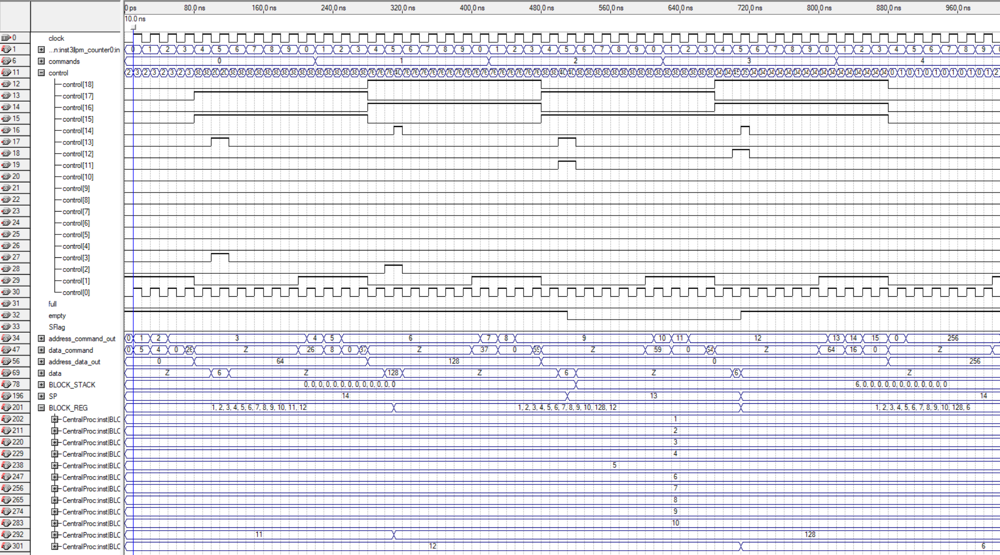 0 ps 80.0 ns 160.0 ns 240.0 ns 320.0 ns 400.0 ns 480.0 ns 560.0 ns 640.0 ns 720.0 ns 800.0 ns 880.0 ns 960.0 ns
10.0 ns
0 clock
1 ...n:inst3|lpm_counter0:in 0 1 2 3 4 5 6 7 8 9 0 1 2 3 4 5 6 7 8 9 0 1 2 3 4 5 6 7 8 9 0 1 2 3 4 5 6 7 8 9 0 1 2 3 4 5 6 7 8 9
6 commands 0 1 2 3 4
11 control
12 control[18]
13 control[17]
14 control[16]
15 control[15]
16 control[14]
17 control[13]
18 control[12]
19 control[11]
20 control[10]
21 control[9]
22 control[8]
23 control[7]
24 control[6]
25 control[5]
26 control[4]
27 control[3]
28 control[2]
29 control[1]
30 control[0]
31 full
32 empty
33 SFlag
34 address_command_out 0 1 2 3 4 5 6 7 8 9 10 11 12 13 14 15 0 256
47 data_command 0 5 4 0 Z 26 8 0 37 Z 37 0 59 Z 59 0 64 Z 64 16 0 Z
56 address_data_out 0 64 128 0 256
69 data Z 6 Z 128 Z 6 Z 6 Z
78 BLOCK_STACK 0, 0, 0, 0, 0, 0, 0, 0, 0, 0, 0, 0, 0 6, 0, 0, 0, 0, 0, 0, 0, 0, 0, 0, 0, 0
196 SP 14 13 14
201 BLOCK_REG 1, 2, 3, 4, 5, 6, 7, 8, 9, 10, 11, 12 1, 2, 3, 4, 5, 6, 7, 8, 9, 10, 128, 12 1, 2, 3, 4, 5, 6, 7, 8, 9, 10, 128, 6
202 CentralProc:inst|BLC 1
211 CentralProc:inst|BLC 2
220 CentralProc:inst|BLC 3
229 CentralProc:inst|BLC 4
238 CentralProc:inst|BLC 5
247 CentralProc:inst|BLC 6
256 CentralProc:inst|BLC 7
265 CentralProc:inst|BLC 8
274 CentralProc:inst|BLC 9
283 CentralProc:inst|BLC 10
292 CentralProc:inst|BLC 11 128
301 CentralProc:inst|BLC 12 6